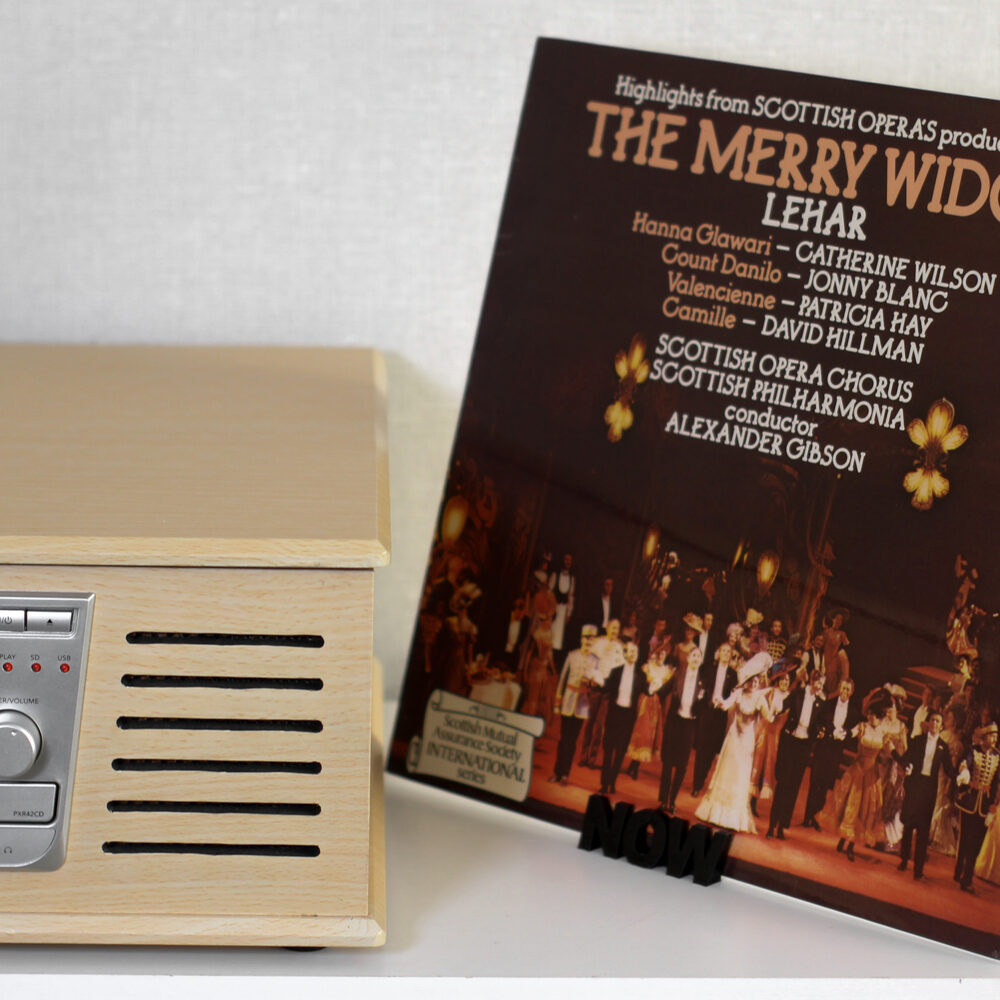 Highlights from SCOTTISH OPERA'S produc
THE MERRY WIDO
LEHAR
Hanna Glawari – CATHERINE WILSON
Count Danilo – JONNY BLANC
Valencienne – PATRICIA HAY
Camille – DAVID HILLMAN
SCOTTISH OPERA CHORUS
SCOTTISH PHILHARMONIA
conductor
ALEXANDER GIBSON
Scottish Mutual
Assurance Society
INTERNATIONAL
series
NOW
PLAY SD USB
ER/VOLUME
PXR42CD